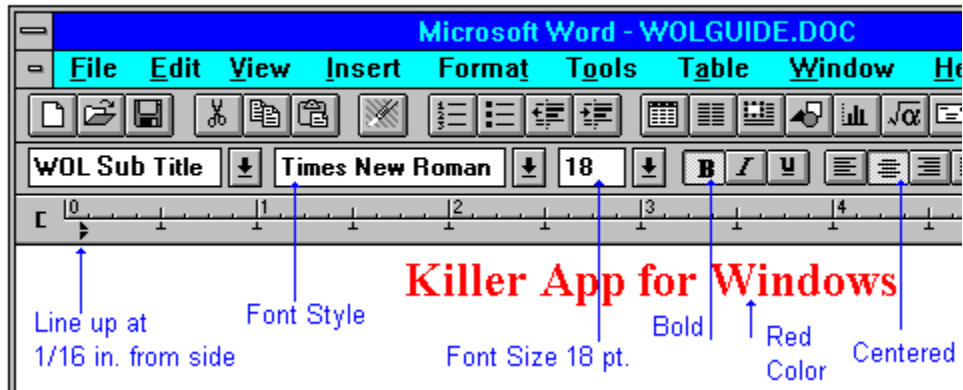 Microsoft Word - WOLGUIDE.DOC
File Edit View Insert Format Tools Table Window He
WOL Sub Title Times New Roman 18 B I U
0 1 2 3 4
Killer App for Windows
Line up at
1/16 in. from side
Font Style
Font Size 18 pt.
Bold
Red
Color
Centered